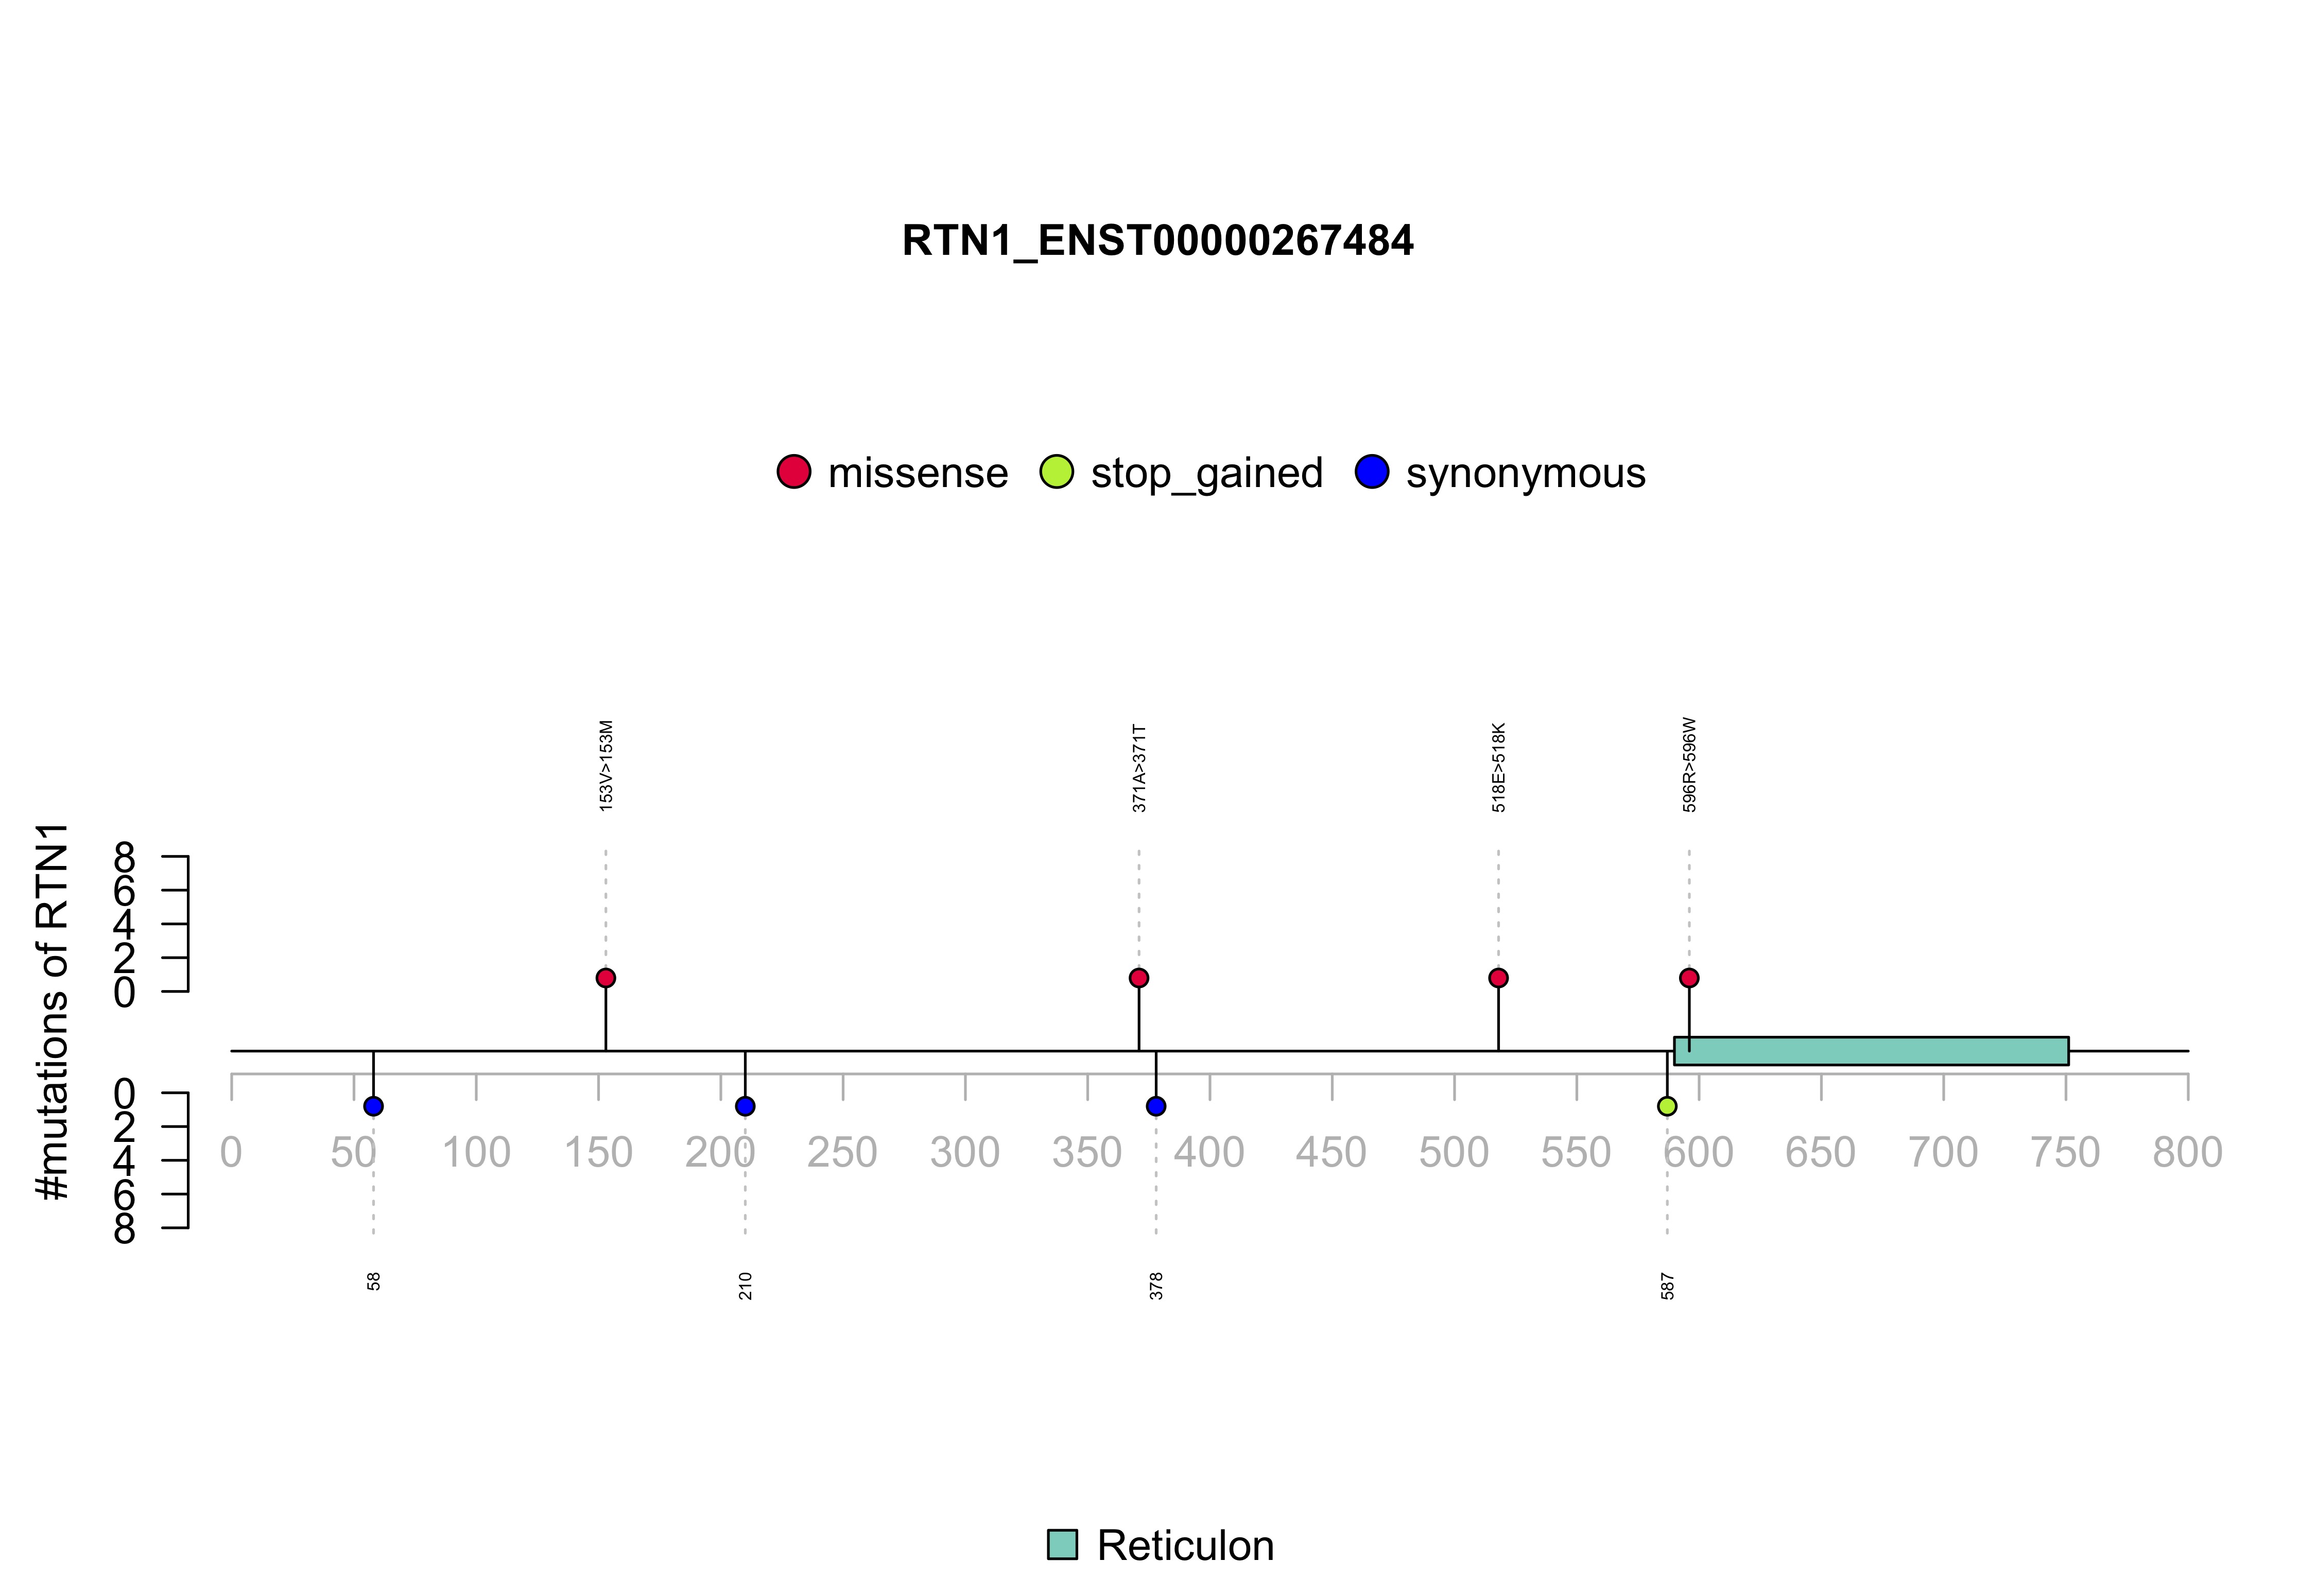 RTN1_ENST00000267484
missense stop_gained synonymous
153V>153M 371A>371T 518E>518K 596R>596W
#mutations of RTN1
8
6
4
2
0
0
2
4
6
8
0 50 100 150 200 250 300 350 400 450 500 550 600 650 700 750 800
58 210 378 587
Reticulon